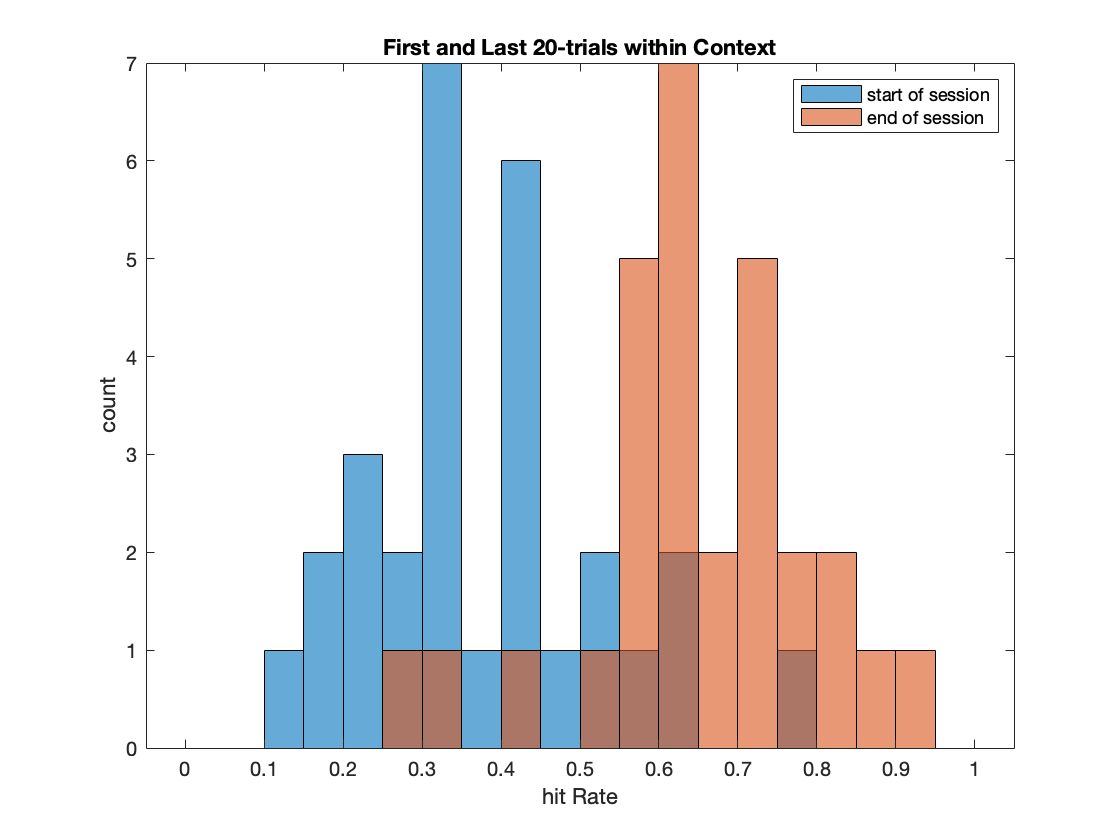 First and Last 20-trials within Context
start of session
end of session
7
6
5
4
3
2
1
0
count
0 0.1 0.2 0.3 0.4 0.5 0.6 0.7 0.8 0.9 1
hit Rate